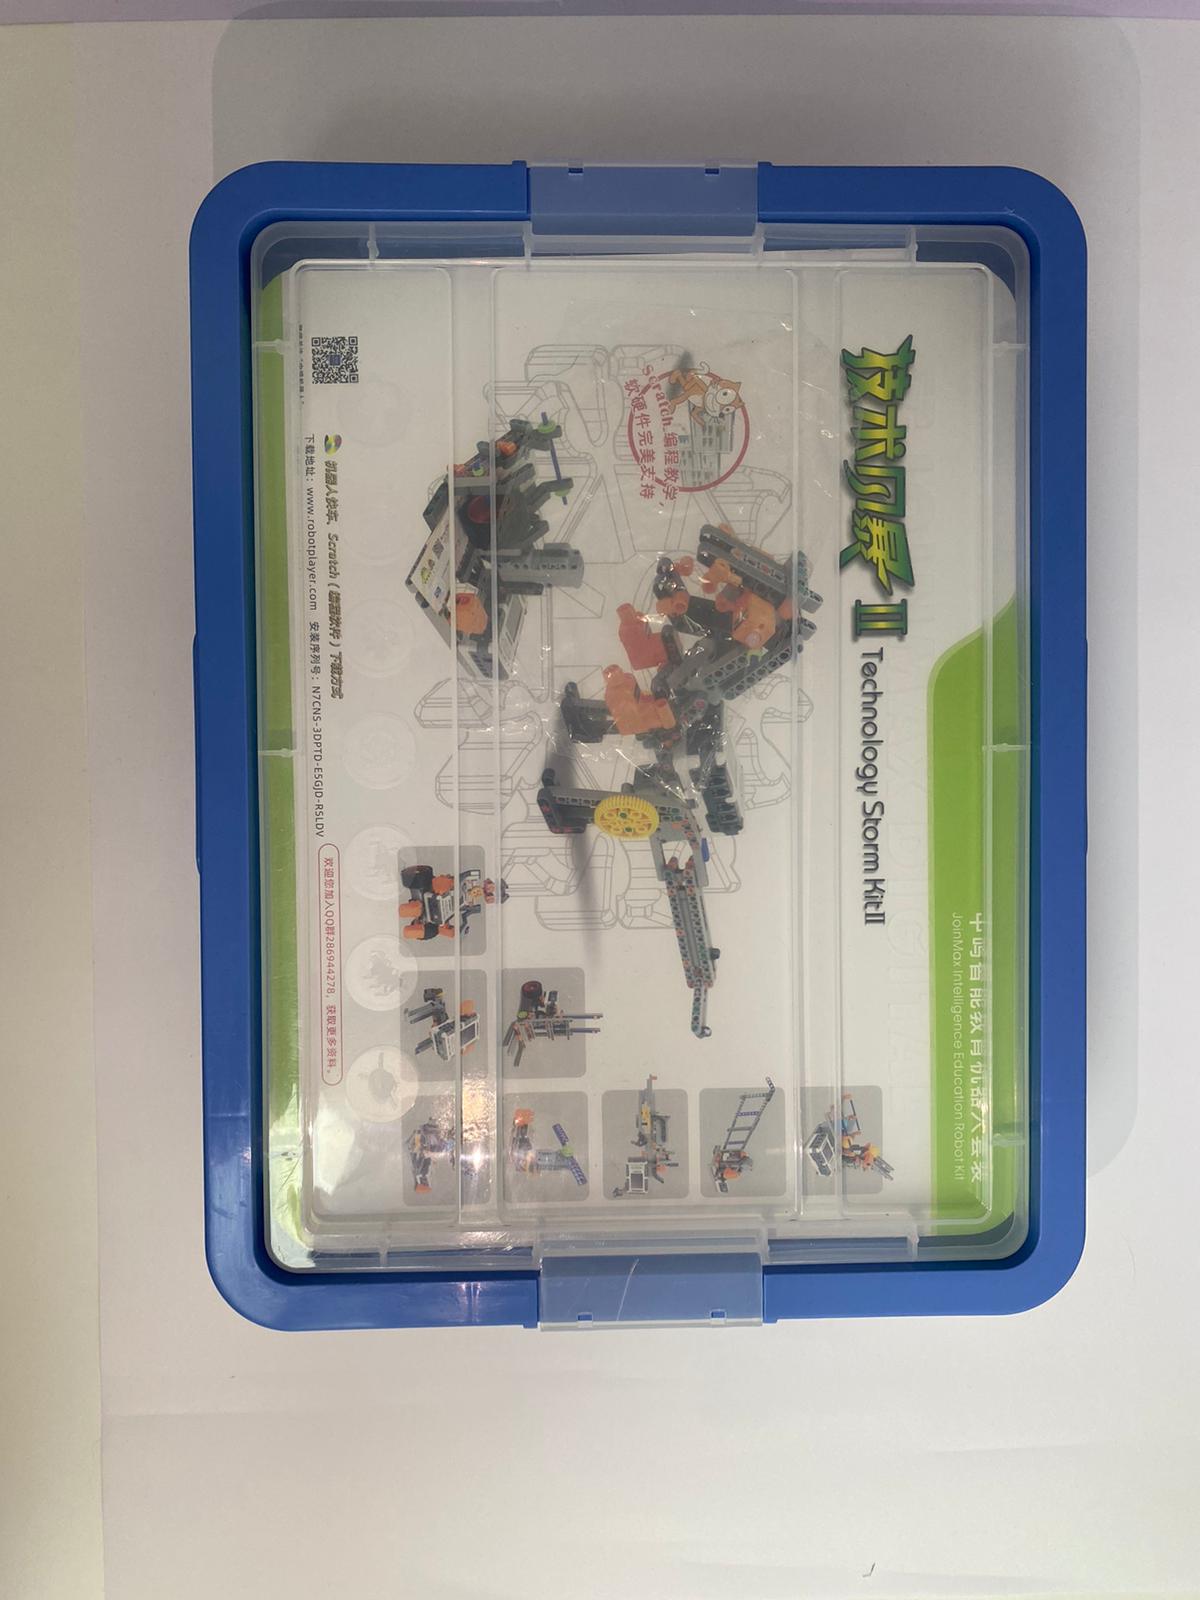 中鸣智能教育机器人套装
JoinMax Intelligence Education Robot Kit
技术风暴 II Technology Storm Kit II
Scratch 编程教学,
软硬件完美支持
机器人快车、Scratch（编程软件）下载方式
下载地址：www.robotplayer.com 安装序列号：N7CNS-3DPTD-E5GJD-RSLDV
欢迎您加入QQ群286944278，获取更多资料。